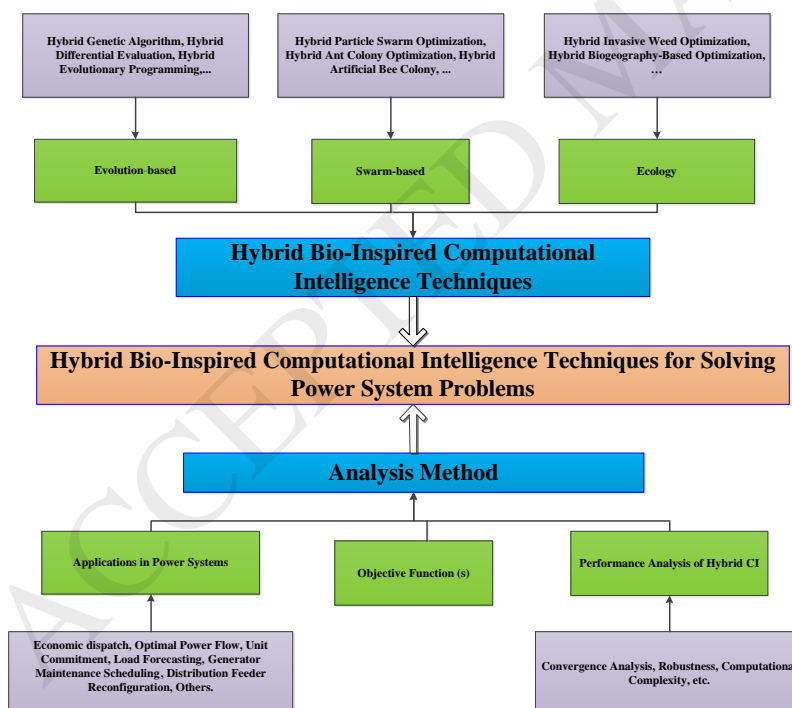 Hybrid Genetic Algorithm, Hybrid
Differential Evaluation, Hybrid
Evolutionary Programming,...
Hybrid Particle Swarm Optimization,
Hybrid Ant Colony Optimization, Hybrid
Artificial Bee Colony, ...
Hybrid Invasive Weed Optimization,
Hybrid Biogeography-Based Optimization,
…
Evolution-based
Swarm-based
Ecology
Hybrid Bio-Inspired Computational
Intelligence Techniques
Hybrid Bio-Inspired Computational Intelligence Techniques for Solving
Power System Problems
Analysis Method
Applications in Power Systems
Objective Function (s)
Performance Analysis of Hybrid CI
Economic dispatch, Optimal Power Flow, Unit
Commitment, Load Forecasting, Generator
Maintenance Scheduling, Distribution Feeder
Reconfiguration, Others.
Convergence Analysis, Robustness, Computational
Complexity, etc.
ACCEPTED MA